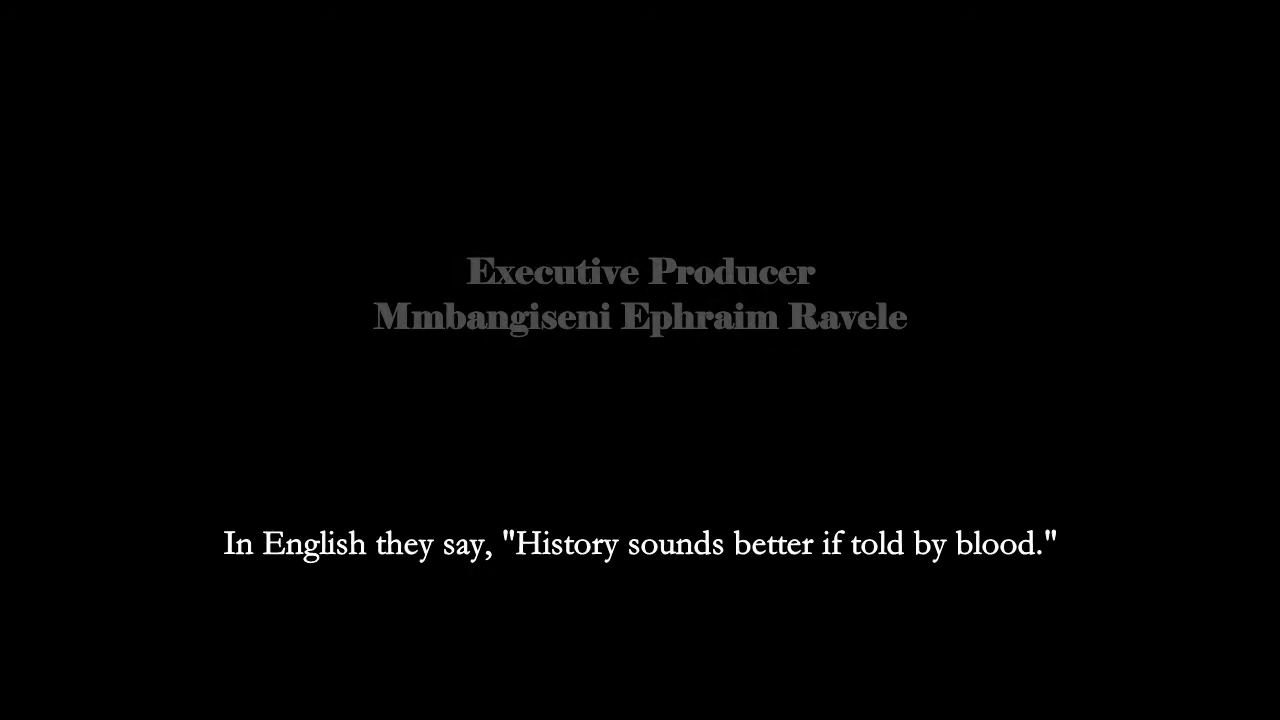 Executive Producer
Mmbangiseni Ephraim Ravele
In English they say, "History sounds better if told by blood."